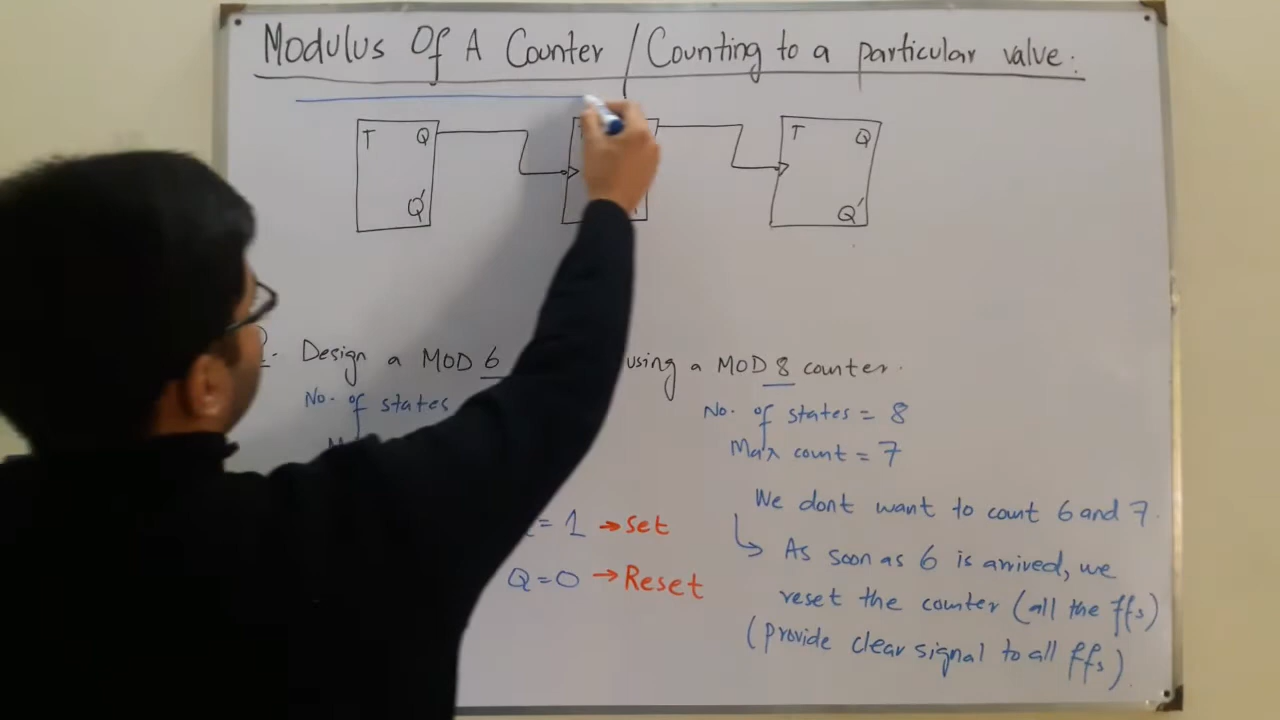 Modulus Of A Counter / Counting to a particular valve:
T Q Q'
T Q Q'
Design a MOD 6 using a MOD 8 counter.
No. of states
No. of states = 8
Max count = 7
We dont want to count 6 and 7.
As soon as 6 is arrived, we
reset the counter (all the ffs)
(provide clear signal to all ffs).
= 1 → Set
Q = 0 → Reset